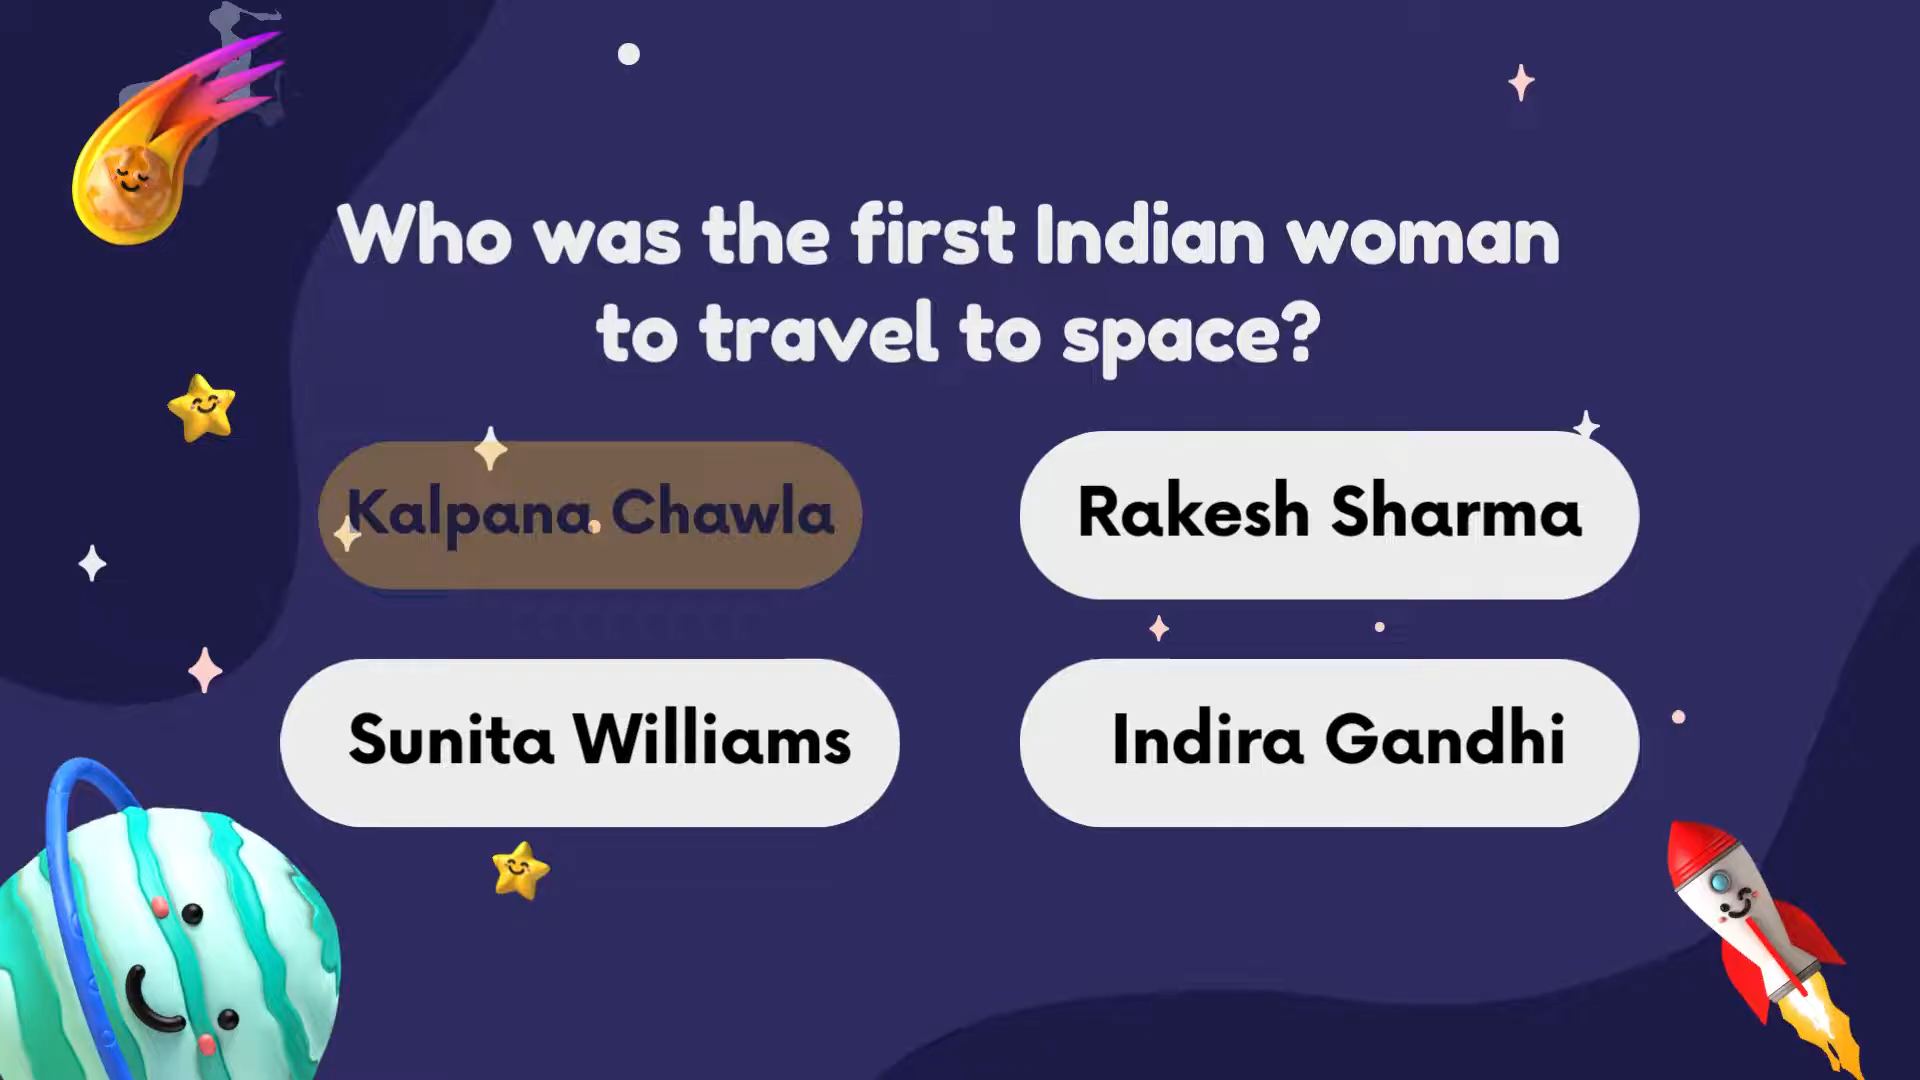 Who was the first Indian woman
to travel to space?
Kalpana Chawla
Rakesh Sharma
Sunita Williams
Indira Gandhi